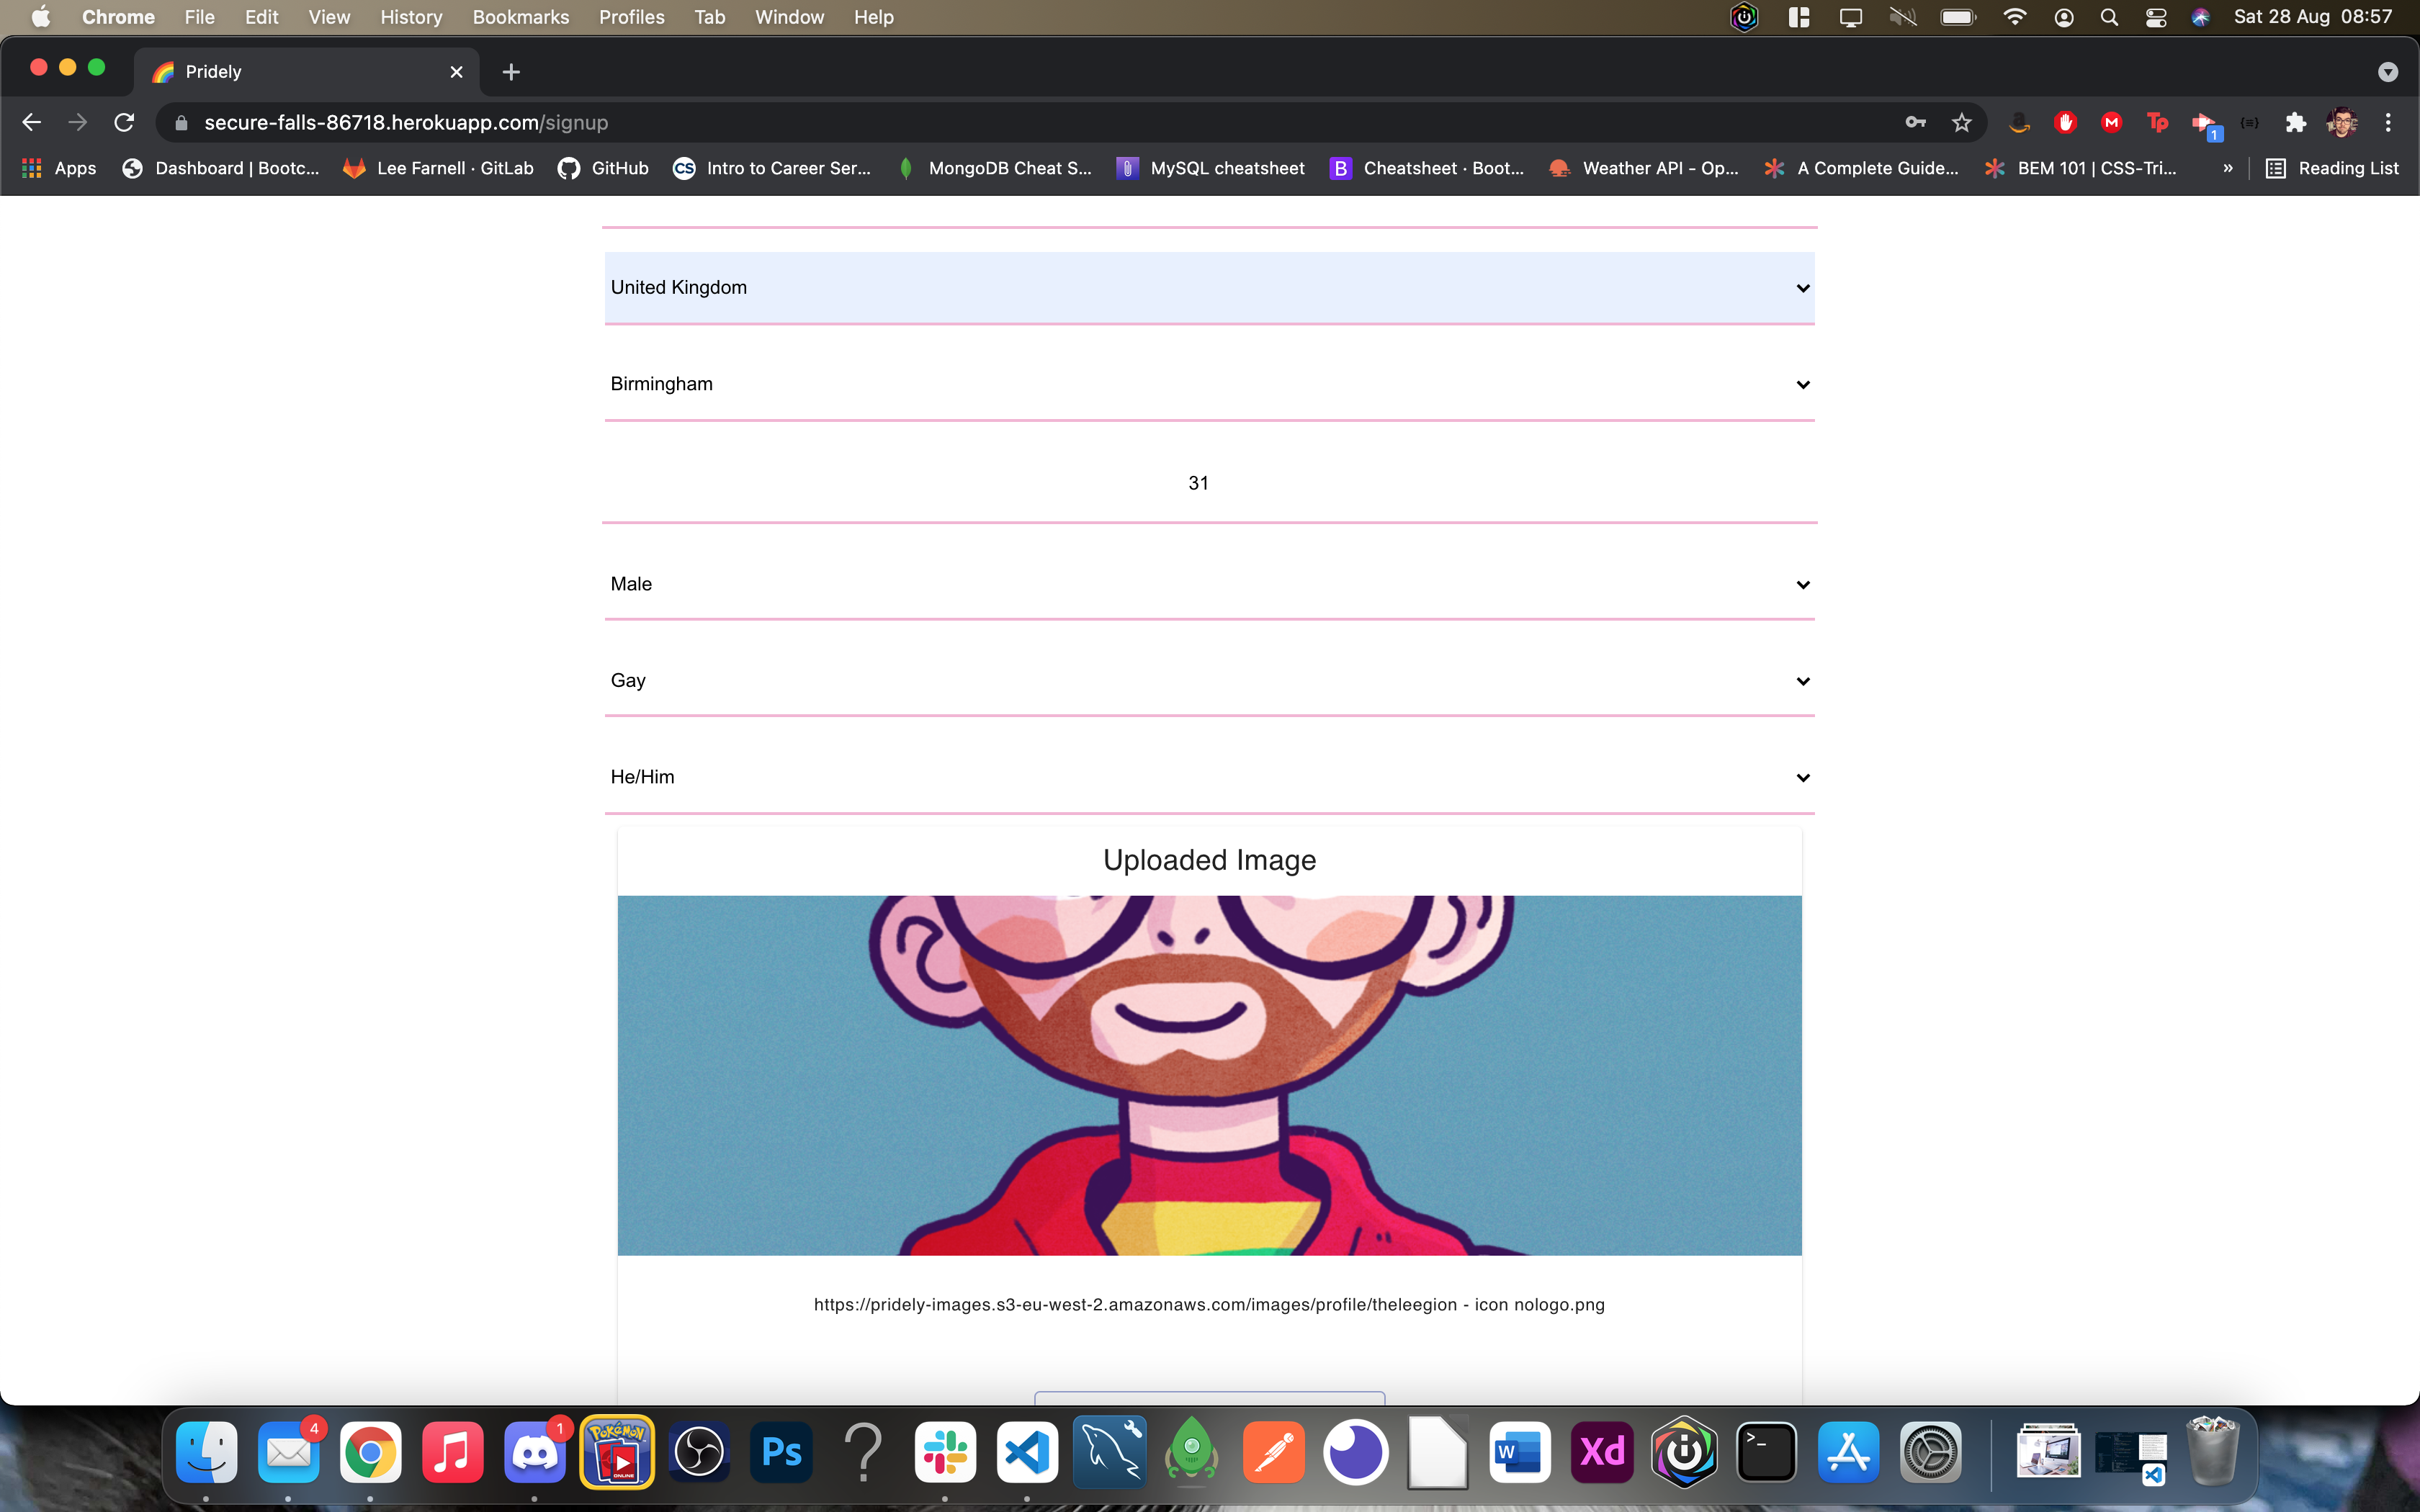 Chrome File Edit View History Bookmarks Profiles Tab Window Help Sat 28 Aug 08:57
Pridely
secure-falls-86718.herokuapp.com/signup
Apps Dashboard | Bootc... Lee Farnell · GitLab GitHub CS Intro to Career Ser... MongoDB Cheat S... MySQL cheatsheet B Cheatsheet · Boot... Weather API - Op... A Complete Guide... BEM 101 | CSS-Tri... » Reading List
United Kingdom
Birmingham
31
Male
Gay
He/Him
Uploaded Image
https://pridely-images.s3-eu-west-2.amazonaws.com/images/profile/theleegion - icon nologo.png
4 1 POKÉMON ONLINE Ps ? W Xd >_